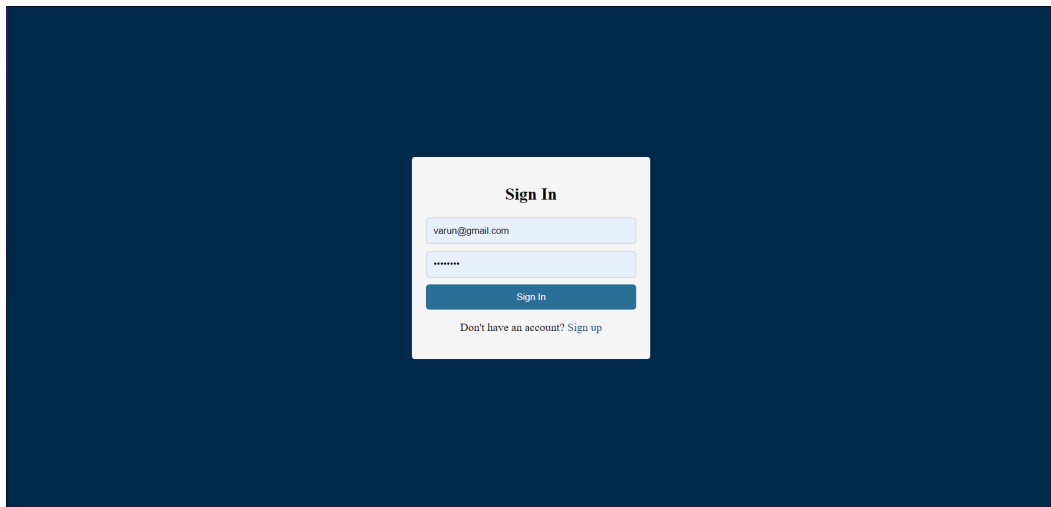 Sign In
varun@gmail.com
••••••••
Sign In
Don't have an account? Sign up